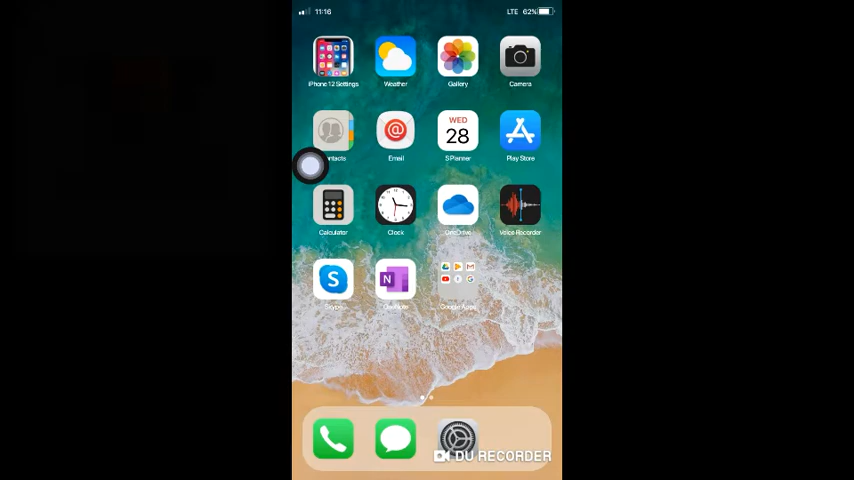 11:16 LTE 62%
iPhone 12 Settings Weather Gallery Camera
WED
28
Contacts Email S Planner Play Store
Calculator Clock OneDrive Voice Recorder
S N
Skype OneNote Google Apps
DU RECORDER